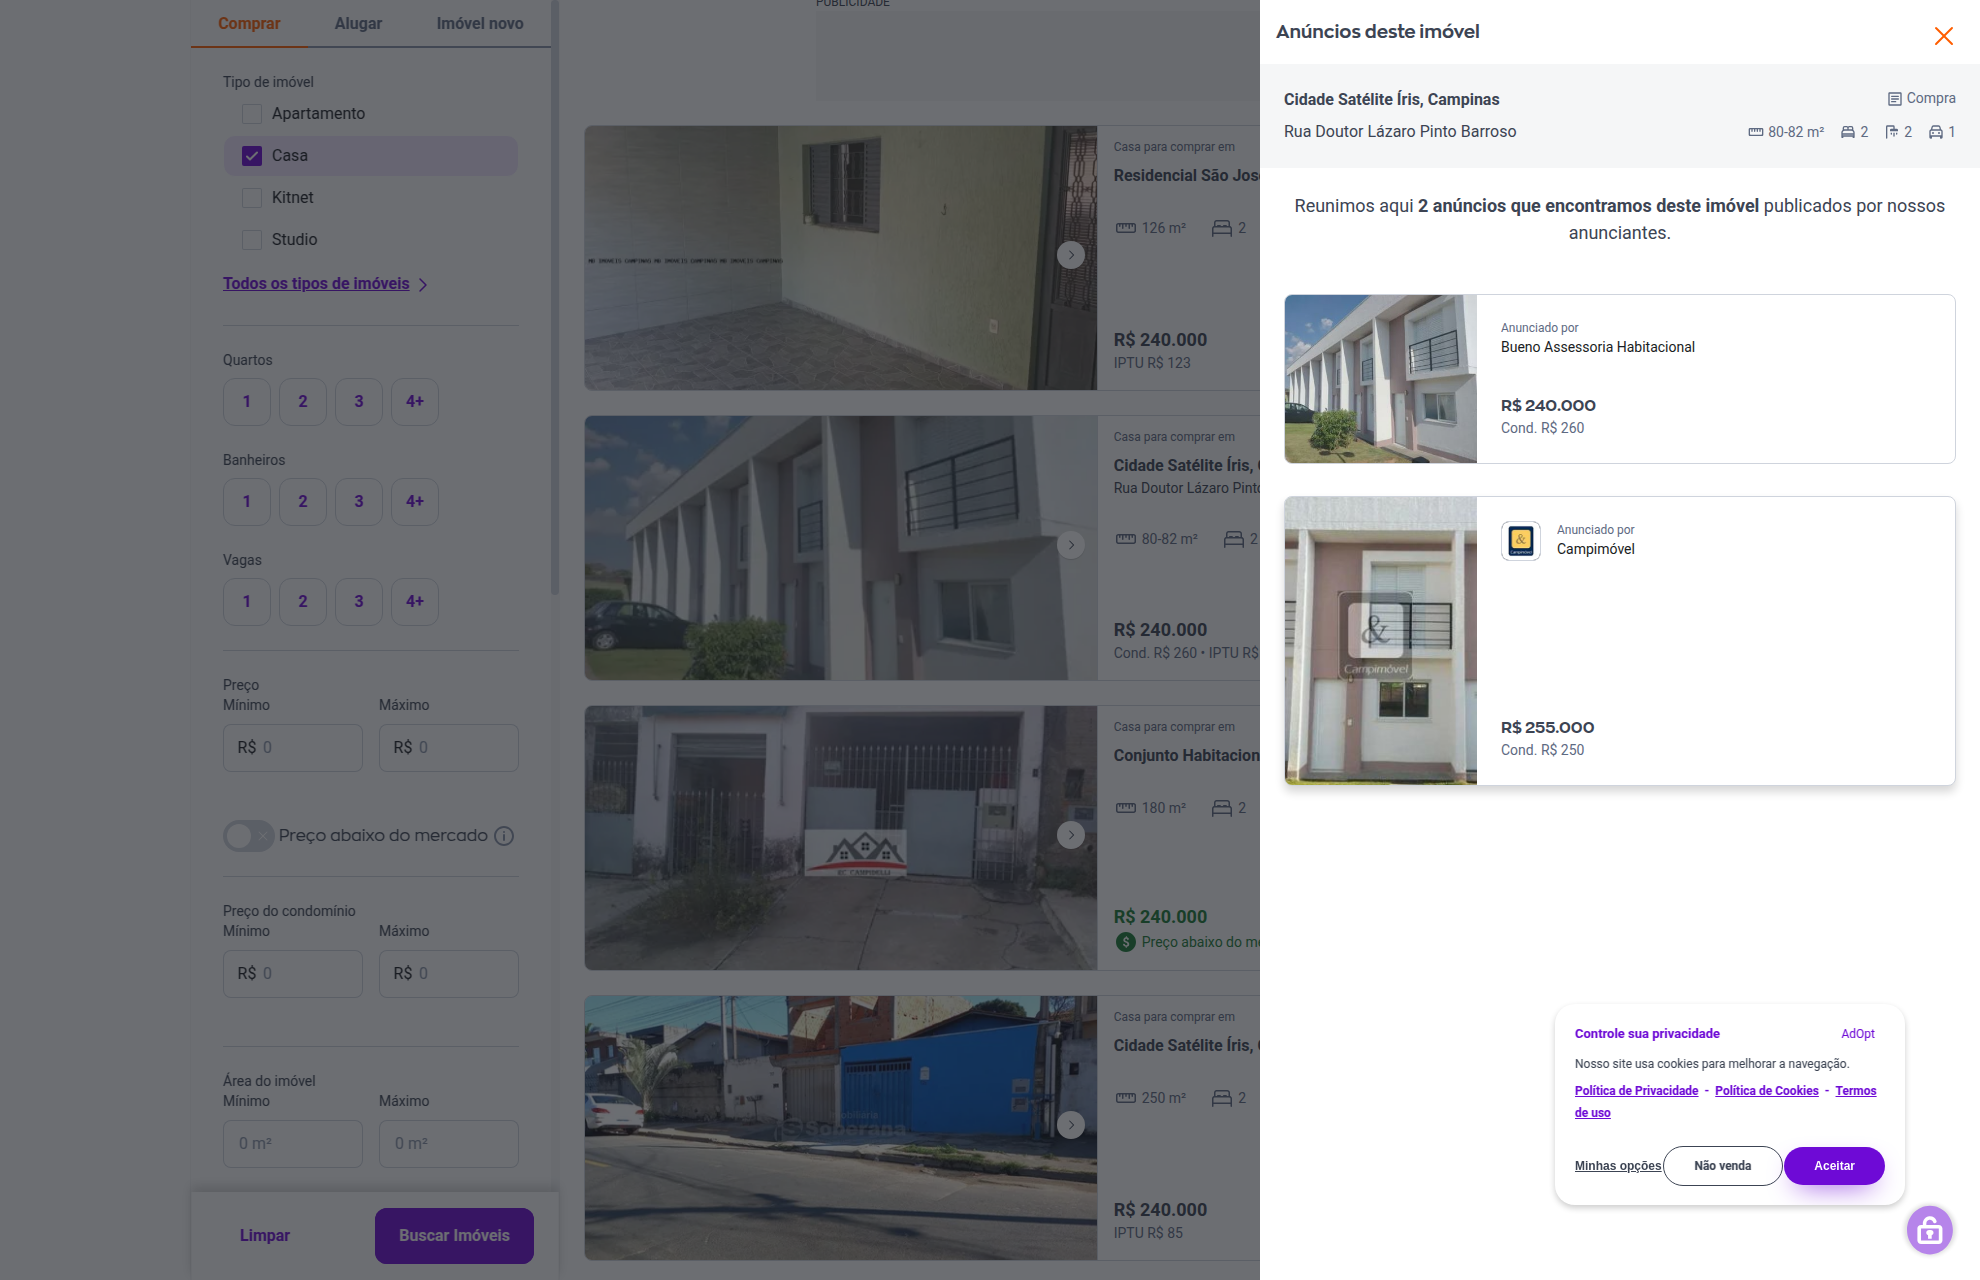 Comprar
Alugar
Imóvel novo
Tipo de imóvel
Apartamento
Casa
Kitnet
Studio
Todos os tipos de imóveis
Quartos
1 2 3 4+
Banheiros
1 2 3 4+
Vagas
1 2 3 4+
Preço
Mínimo Máximo
R$ 0 R$ 0
Preço abaixo do mercado
Preço do condomínio
Mínimo Máximo
R$ 0 R$ 0
Área do imóvel
Mínimo Máximo
0 m² 0 m²
Limpar
Buscar Imóveis
PUBLICIDADE
Casa para comprar em
Residencial São Jos
126 m² 2
R$ 240.000
IPTU R$ 123
Casa para comprar em
Cidade Satélite Íris,
Rua Doutor Lázaro Pinto
80-82 m² 2
R$ 240.000
Cond. R$ 260 • IPTU R$
Casa para comprar em
Conjunto Habitacion
180 m² 2
R$ 240.000
$ Preço abaixo do me
Casa para comprar em
Cidade Satélite Íris,
250 m² 2
Soberana
R$ 240.000
IPTU R$ 85
Anúncios deste imóvel
Cidade Satélite Íris, Campinas
Compra
Rua Doutor Lázaro Pinto Barroso
80-82 m² 2 2 1
Reunimos aqui 2 anúncios que encontramos deste imóvel publicados por nossos
anunciantes.
Anunciado por
Bueno Assessoria Habitacional
R$ 240.000
Cond. R$ 260
&
Campimóvel
Anunciado por
Campimóvel
R$ 255.000
Cond. R$ 250
Controle sua privacidade
AdOpt
Nosso site usa cookies para melhorar a navegação.
Política de Privacidade - Política de Cookies - Termos
de uso
Minhas opções
Não venda
Aceitar